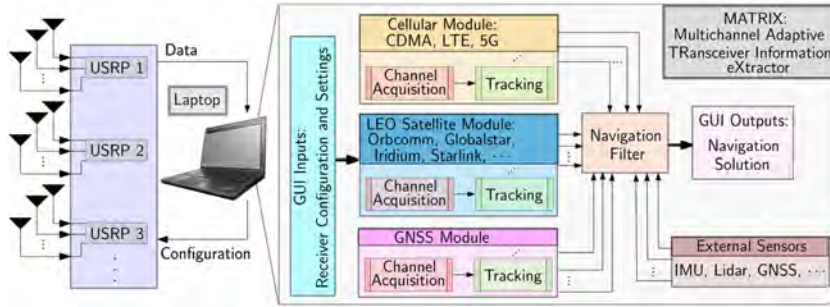 Data
USRP 1
USRP 2
USRP 3
Laptop
Configuration
GUI Inputs:
Receiver Configuration and Settings
Cellular Module:
CDMA, LTE, 5G
Channel
Acquisition
Tracking
LEO Satellite Module:
Orbcomm, Globalstar,
Iridium, Starlink, ···
Channel
Acquisition
Tracking
GNSS Module
Channel
Acquisition
Tracking
Navigation
Filter
MATRIX:
Multichannel Adaptive
TRansceiver Information
eXtractor
GUI Outputs:
Navigation
Solution
External Sensors
IMU, Lidar, GNSS, ···